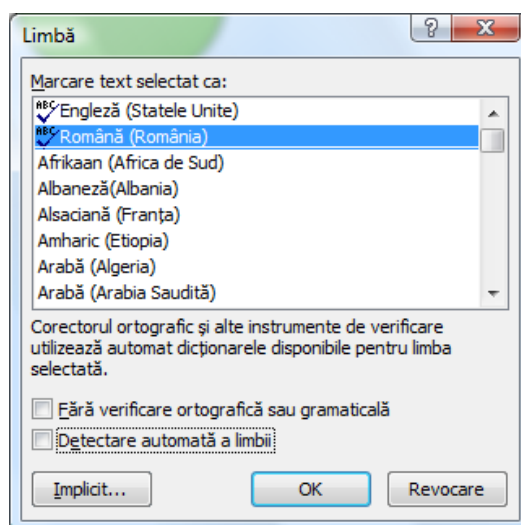 Limbă
Marcare text selectat ca:
ABC Engleză (Statele Unite)
ABC Română (România)
Afrikaan (Africa de Sud)
Albaneză(Albania)
Alsaciană (Franța)
Amharic (Etiopia)
Arabă (Algeria)
Arabă (Arabia Saudită)
Corectorul ortografic și alte instrumente de verificare
utilizează automat dicționarele disponibile pentru limba
selectată.
Fără verificare ortografică sau gramaticală
Detectare automată a limbii
Implicit...
OK
Revocare